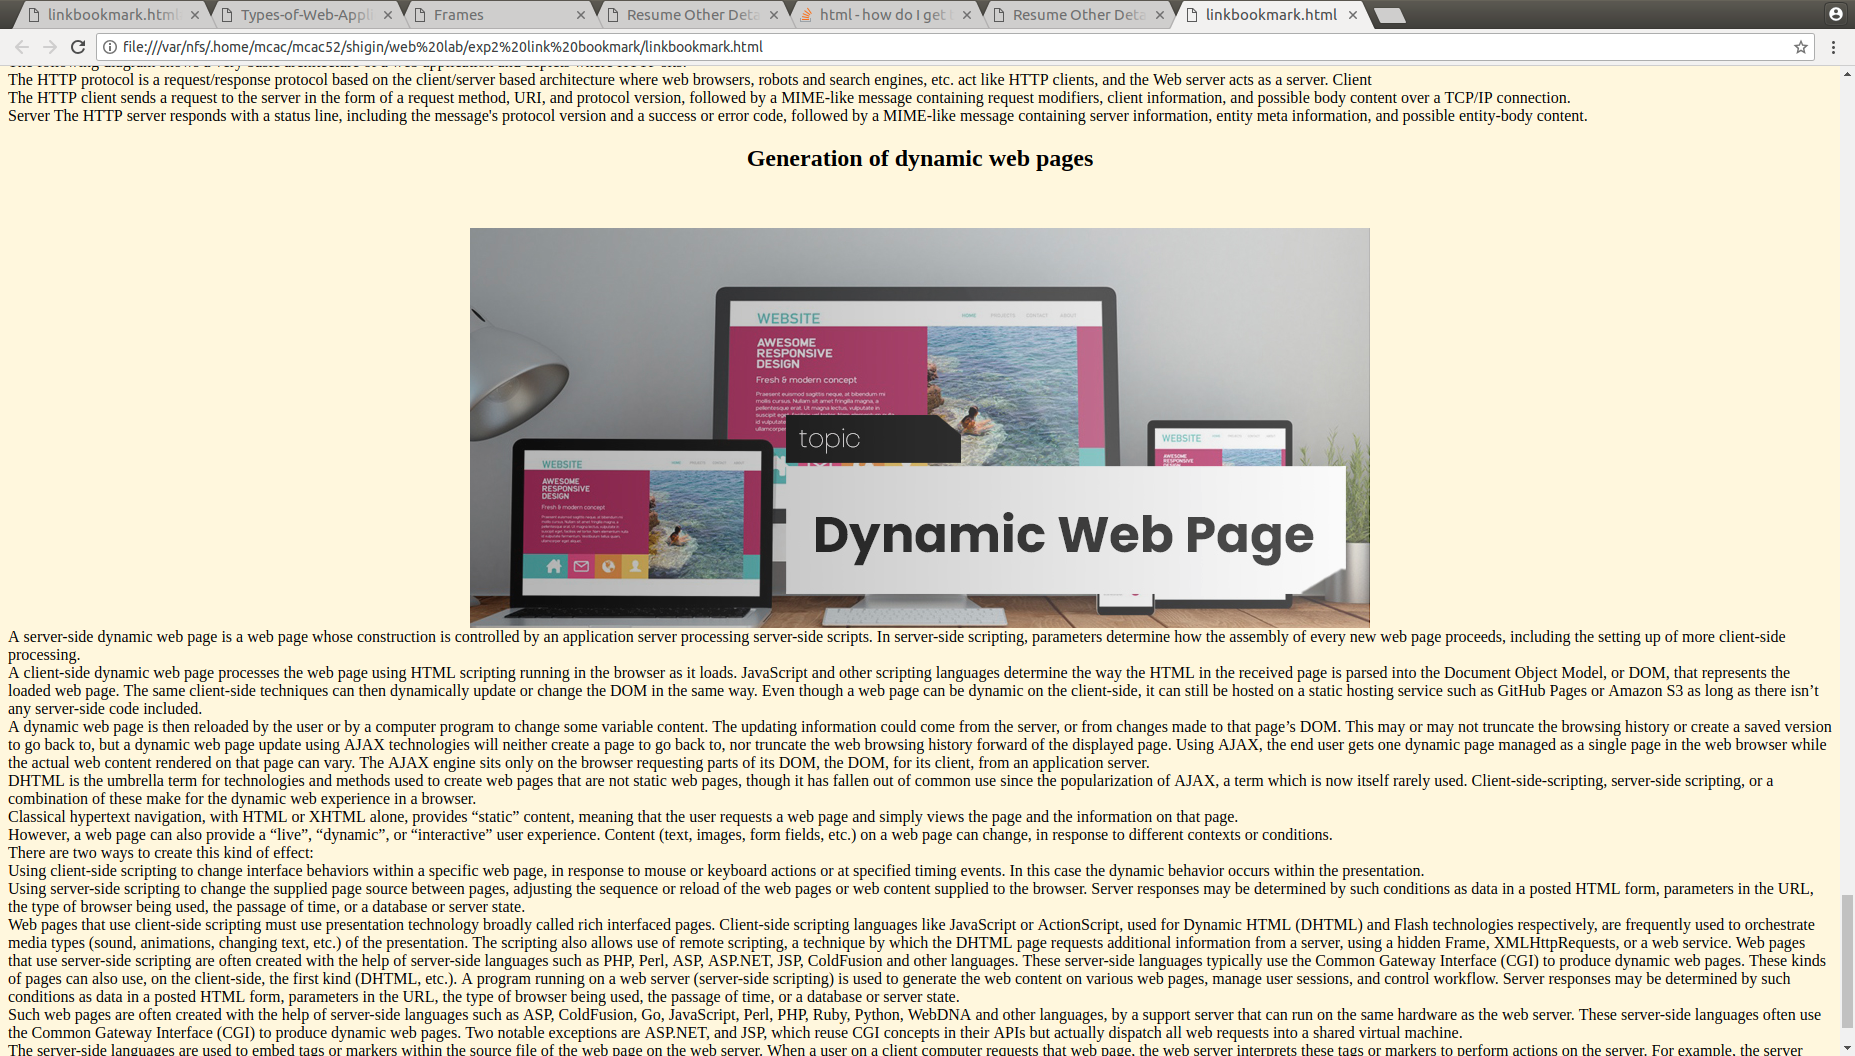 linkbookmark.html
Types-of-Web-Appli
Frames
Resume Other Deta
html - how do I get
Resume Other Deta
linkbookmark.html
file:///var/nfs/.home/mcac/mcac52/shigin/web%20lab/exp2%20link%20bookmark/linkbookmark.html
The HTTP protocol is a request/response protocol based on the client/server based architecture where web browsers, robots and search engines, etc. act like HTTP clients, and the Web server acts as a server. Client
The HTTP client sends a request to the server in the form of a request method, URI, and protocol version, followed by a MIME-like message containing request modifiers, client information, and possible body content over a TCP/IP connection.
Server The HTTP server responds with a status line, including the message's protocol version and a success or error code, followed by a MIME-like message containing server information, entity meta information, and possible entity-body content.
Generation of dynamic web pages
WEBSITE
HOME PROJECTS CONTACT ABOUT
AWESOME
RESPONSIVE
DESIGN
Fresh & modern concept
topic
WEBSITE
WEBSITE
AWESOME
RESPONSIVE
DESIGN
Fresh & modern concept
AWESOME
RESPONSIVE
DESIGN
Dynamic Web Page
A server-side dynamic web page is a web page whose construction is controlled by an application server processing server-side scripts. In server-side scripting, parameters determine how the assembly of every new web page proceeds, including the setting up of more client-side
processing.
A client-side dynamic web page processes the web page using HTML scripting running in the browser as it loads. JavaScript and other scripting languages determine the way the HTML in the received page is parsed into the Document Object Model, or DOM, that represents the
loaded web page. The same client-side techniques can then dynamically update or change the DOM in the same way. Even though a web page can be dynamic on the client-side, it can still be hosted on a static hosting service such as GitHub Pages or Amazon S3 as long as there isn’t
any server-side code included.
A dynamic web page is then reloaded by the user or by a computer program to change some variable content. The updating information could come from the server, or from changes made to that page’s DOM. This may or may not truncate the browsing history or create a saved version
to go back to, but a dynamic web page update using AJAX technologies will neither create a page to go back to, nor truncate the web browsing history forward of the displayed page. Using AJAX, the end user gets one dynamic page managed as a single page in the web browser while
the actual web content rendered on that page can vary. The AJAX engine sits only on the browser requesting parts of its DOM, the DOM, for its client, from an application server.
DHTML is the umbrella term for technologies and methods used to create web pages that are not static web pages, though it has fallen out of common use since the popularization of AJAX, a term which is now itself rarely used. Client-side-scripting, server-side scripting, or a
combination of these make for the dynamic web experience in a browser.
Classical hypertext navigation, with HTML or XHTML alone, provides “static” content, meaning that the user requests a web page and simply views the page and the information on that page.
However, a web page can also provide a “live”, “dynamic”, or “interactive” user experience. Content (text, images, form fields, etc.) on a web page can change, in response to different contexts or conditions.
There are two ways to create this kind of effect:
Using client-side scripting to change interface behaviors within a specific web page, in response to mouse or keyboard actions or at specified timing events. In this case the dynamic behavior occurs within the presentation.
Using server-side scripting to change the supplied page source between pages, adjusting the sequence or reload of the web pages or web content supplied to the browser. Server responses may be determined by such conditions as data in a posted HTML form, parameters in the URL,
the type of browser being used, the passage of time, or a database or server state.
Web pages that use client-side scripting must use presentation technology broadly called rich interfaced pages. Client-side scripting languages like JavaScript or ActionScript, used for Dynamic HTML (DHTML) and Flash technologies respectively, are frequently used to orchestrate
media types (sound, animations, changing text, etc.) of the presentation. The scripting also allows use of remote scripting, a technique by which the DHTML page requests additional information from a server, using a hidden Frame, XMLHttpRequests, or a web service. Web pages
that use server-side scripting are often created with the help of server-side languages such as PHP, Perl, ASP, ASP.NET, JSP, ColdFusion and other languages. These server-side languages typically use the Common Gateway Interface (CGI) to produce dynamic web pages. These kinds
of pages can also use, on the client-side, the first kind (DHTML, etc.). A program running on a web server (server-side scripting) is used to generate the web content on various web pages, manage user sessions, and control workflow. Server responses may be determined by such
conditions as data in a posted HTML form, parameters in the URL, the type of browser being used, the passage of time, or a database or server state.
Such web pages are often created with the help of server-side languages such as ASP, ColdFusion, Go, JavaScript, Perl, PHP, Ruby, Python, WebDNA and other languages, by a support server that can run on the same hardware as the web server. These server-side languages often use
the Common Gateway Interface (CGI) to produce dynamic web pages. Two notable exceptions are ASP.NET, and JSP, which reuse CGI concepts in their APIs but actually dispatch all web requests into a shared virtual machine.
The server-side languages are used to embed tags or markers within the source file of the web page on the web server. When a user on a client computer requests that web page, the web server interprets these tags or markers to perform actions on the server. For example, the server